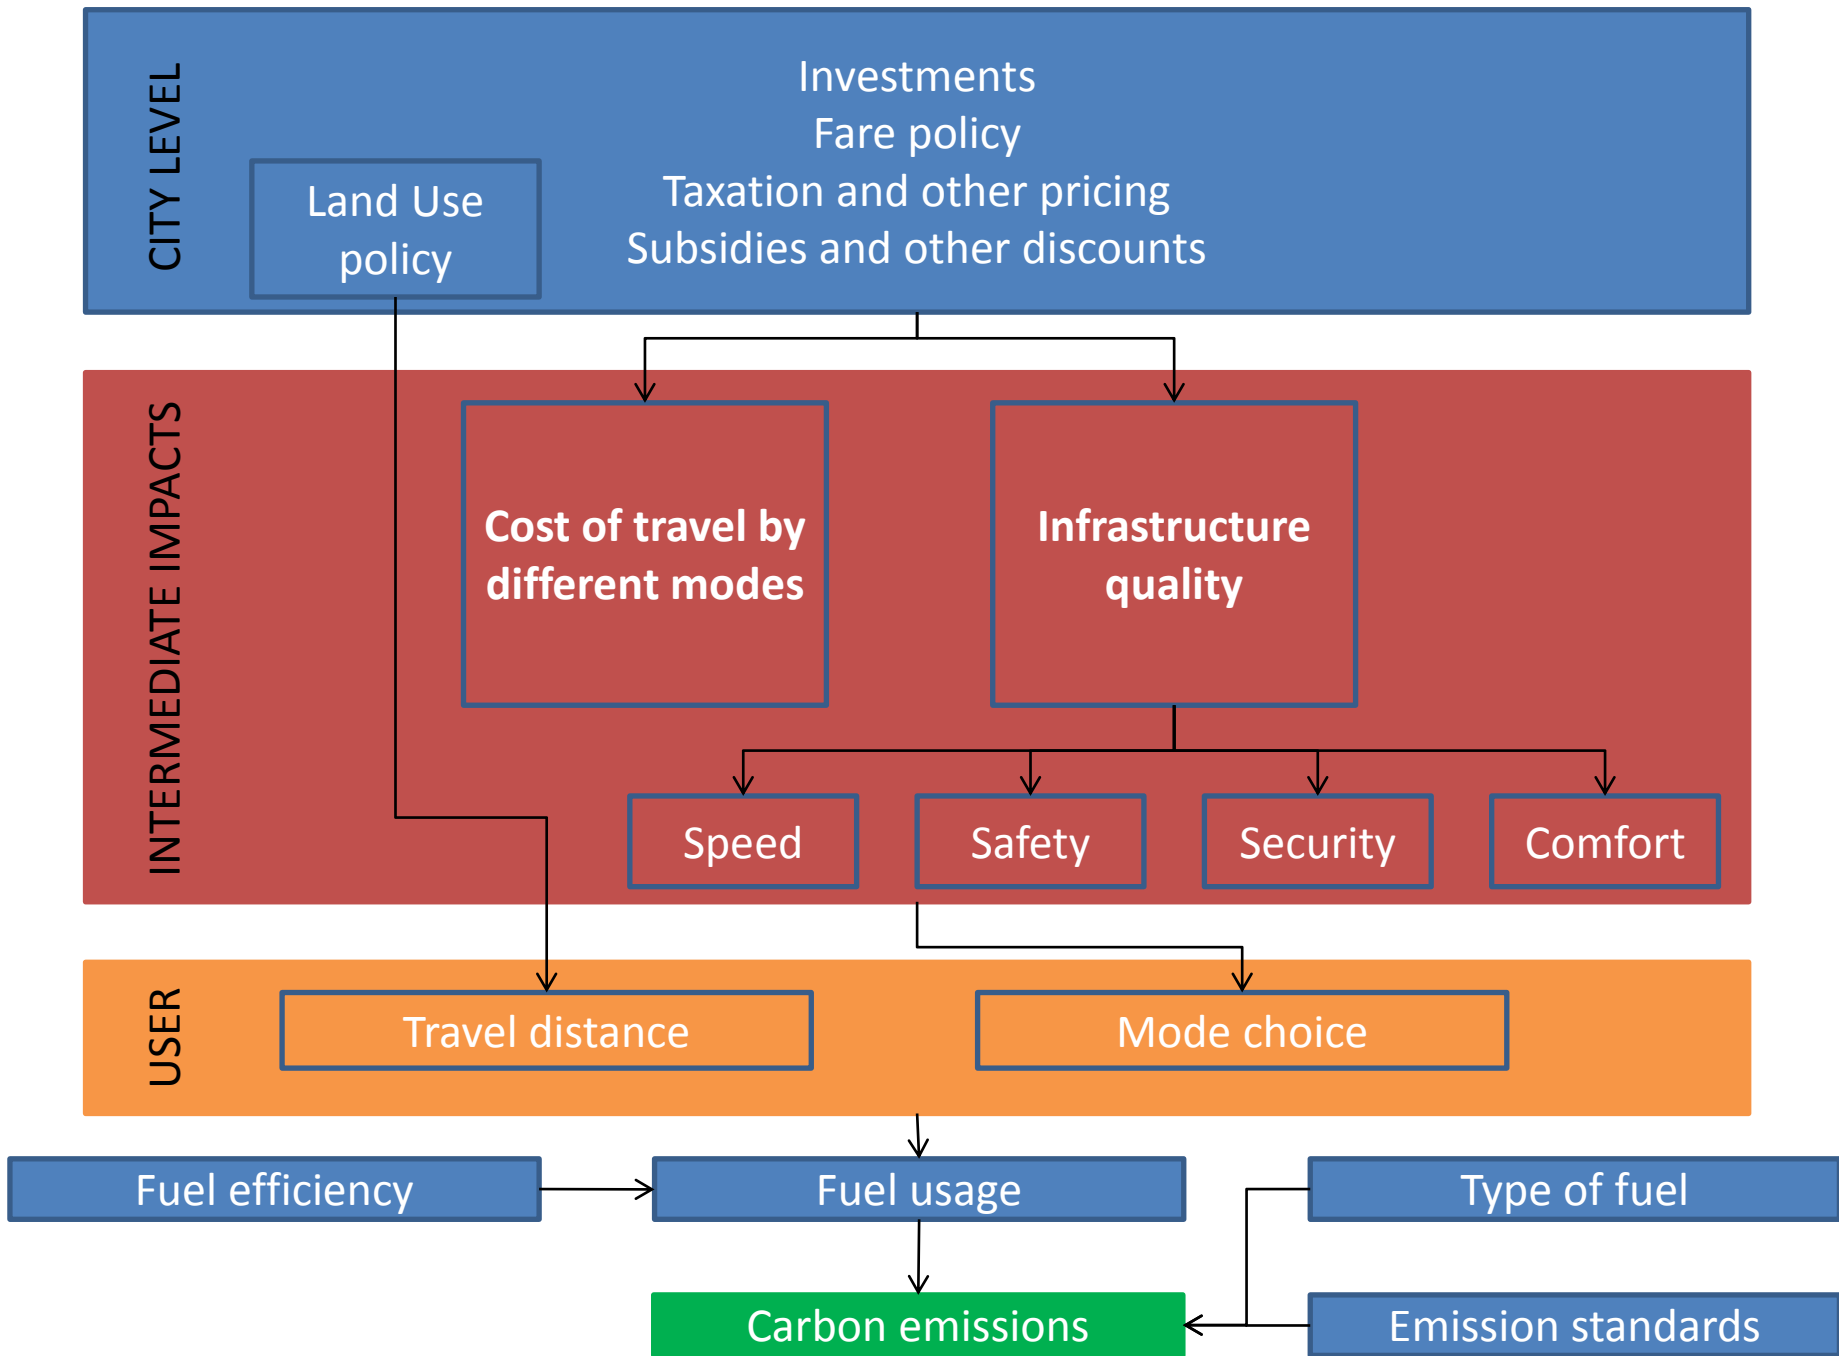 CITY LEVEL
Investments
Fare policy
Taxation and other pricing
Subsidies and other discounts
Land Use
policy
INTERMEDIATE IMPACTS
Cost of travel by
different modes
Infrastructure
quality
Speed
Safety
Security
Comfort
USER
Travel distance
Mode choice
Fuel efficiency
Fuel usage
Type of fuel
Carbon emissions
Emission standards